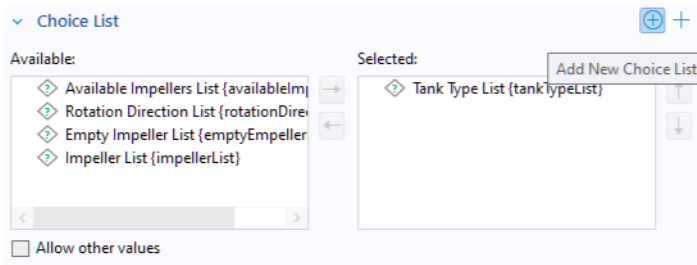 Choice List
Available:
Selected:
Add New Choice List
Available Impellers List {availableImp
Rotation Direction List {rotationDire
Empty Impeller List {emptyEmpeller
Impeller List {impellerList}
Tank Type List {tankTypeList}
Allow other values